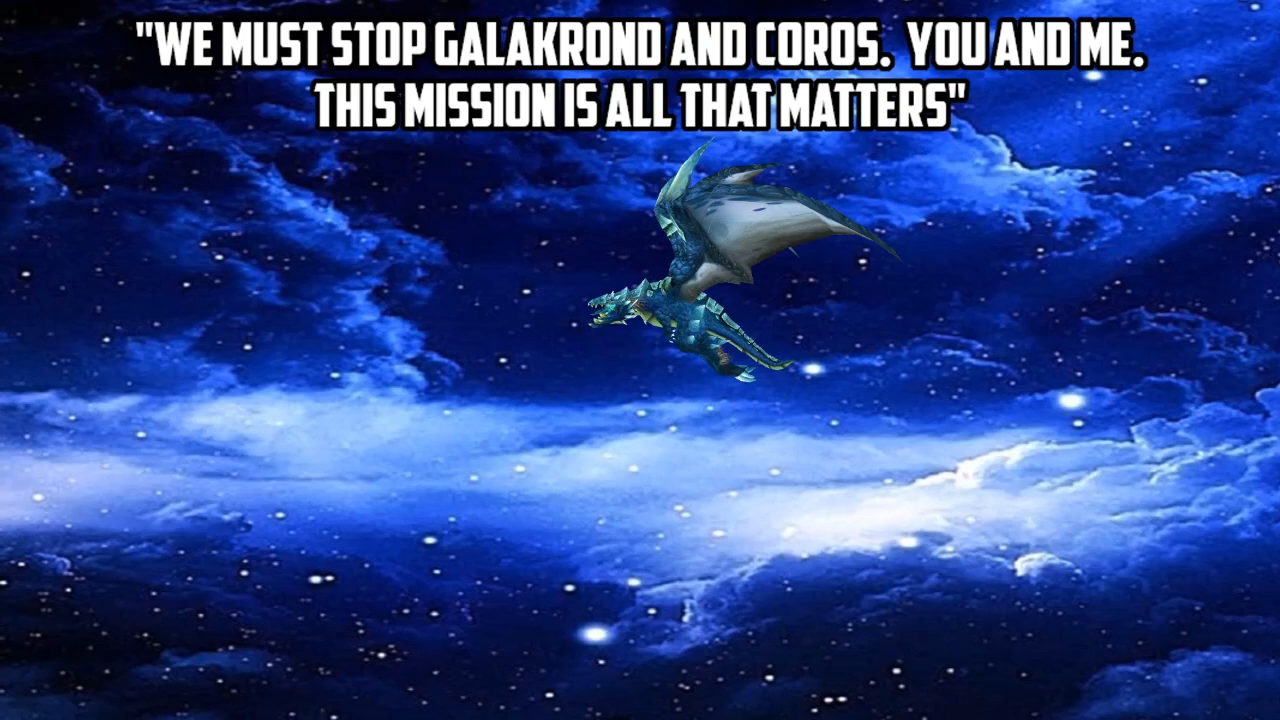 "WE MUST STOP GALAKROND AND COROS.  YOU AND ME.
THIS MISSION IS ALL THAT MATTERS"